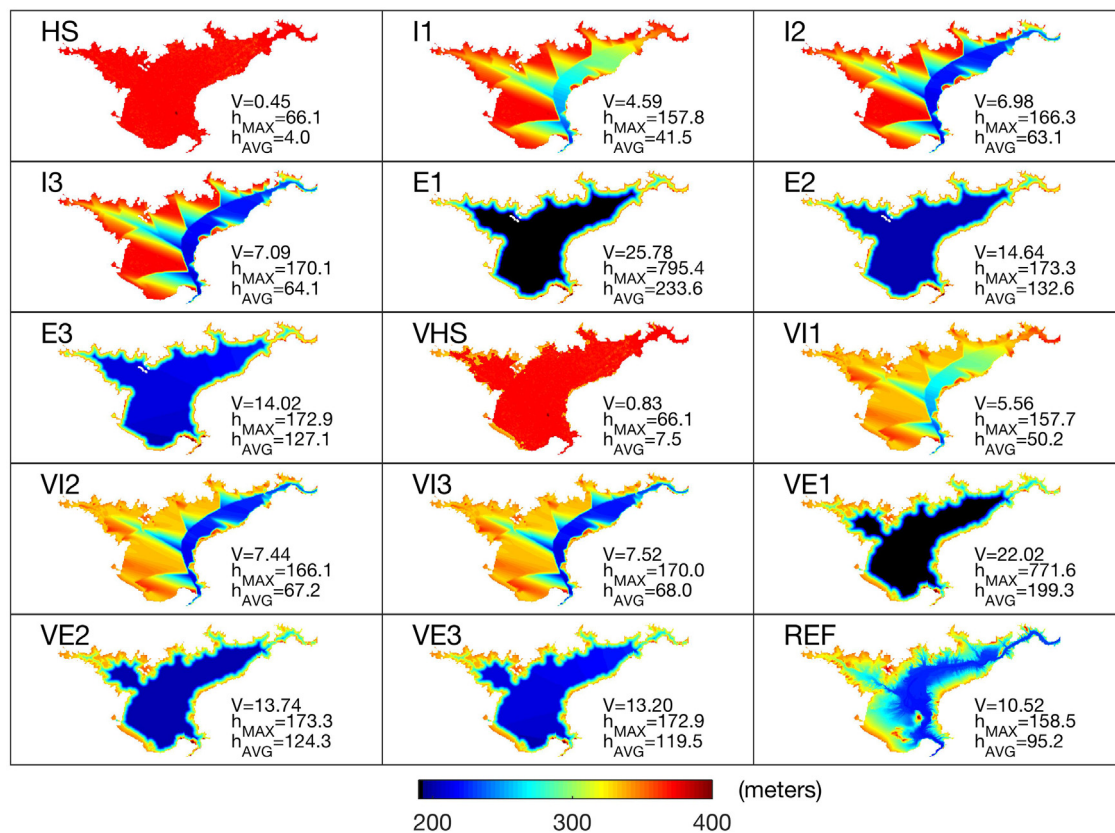 HS
V=0.45
hMAX=66.1
hAVG=4.0
I1
V=4.59
hMAX=157.8
hAVG=41.5
I2
V=6.98
hMAX=166.3
hAVG=63.1
I3
V=7.09
hMAX=170.1
hAVG=64.1
E1
V=25.78
hMAX=795.4
hAVG=233.6
E2
V=14.64
hMAX=173.3
hAVG=132.6
E3
V=14.02
hMAX=172.9
hAVG=127.1
VHS
V=0.83
hMAX=66.1
hAVG=7.5
VI1
V=5.56
hMAX=157.7
hAVG=50.2
VI2
V=7.44
hMAX=166.1
hAVG=67.2
VI3
V=7.52
hMAX=170.0
hAVG=68.0
VE1
V=22.02
hMAX=771.6
hAVG=199.3
VE2
V=13.74
hMAX=173.3
hAVG=124.3
VE3
V=13.20
hMAX=172.9
hAVG=119.5
REF
V=10.52
hMAX=158.5
hAVG=95.2
(meters)
200 300 400